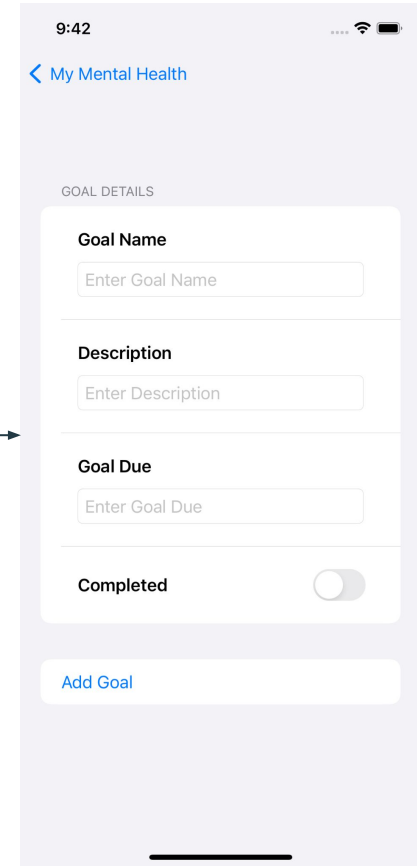 9:42
My Mental Health
GOAL DETAILS
Goal Name
Enter Goal Name
Description
Enter Description
Goal Due
Enter Goal Due
Completed
Add Goal